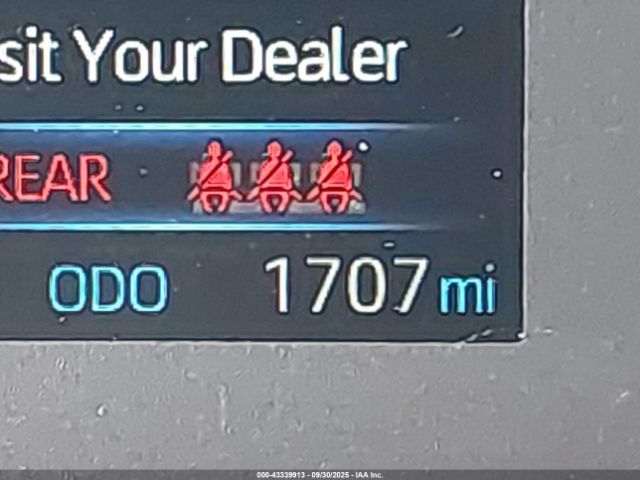 sit Your Dealer
REAR
ODO 1707 mi
000-43339913 - 09/30/2025 - IAA Inc.